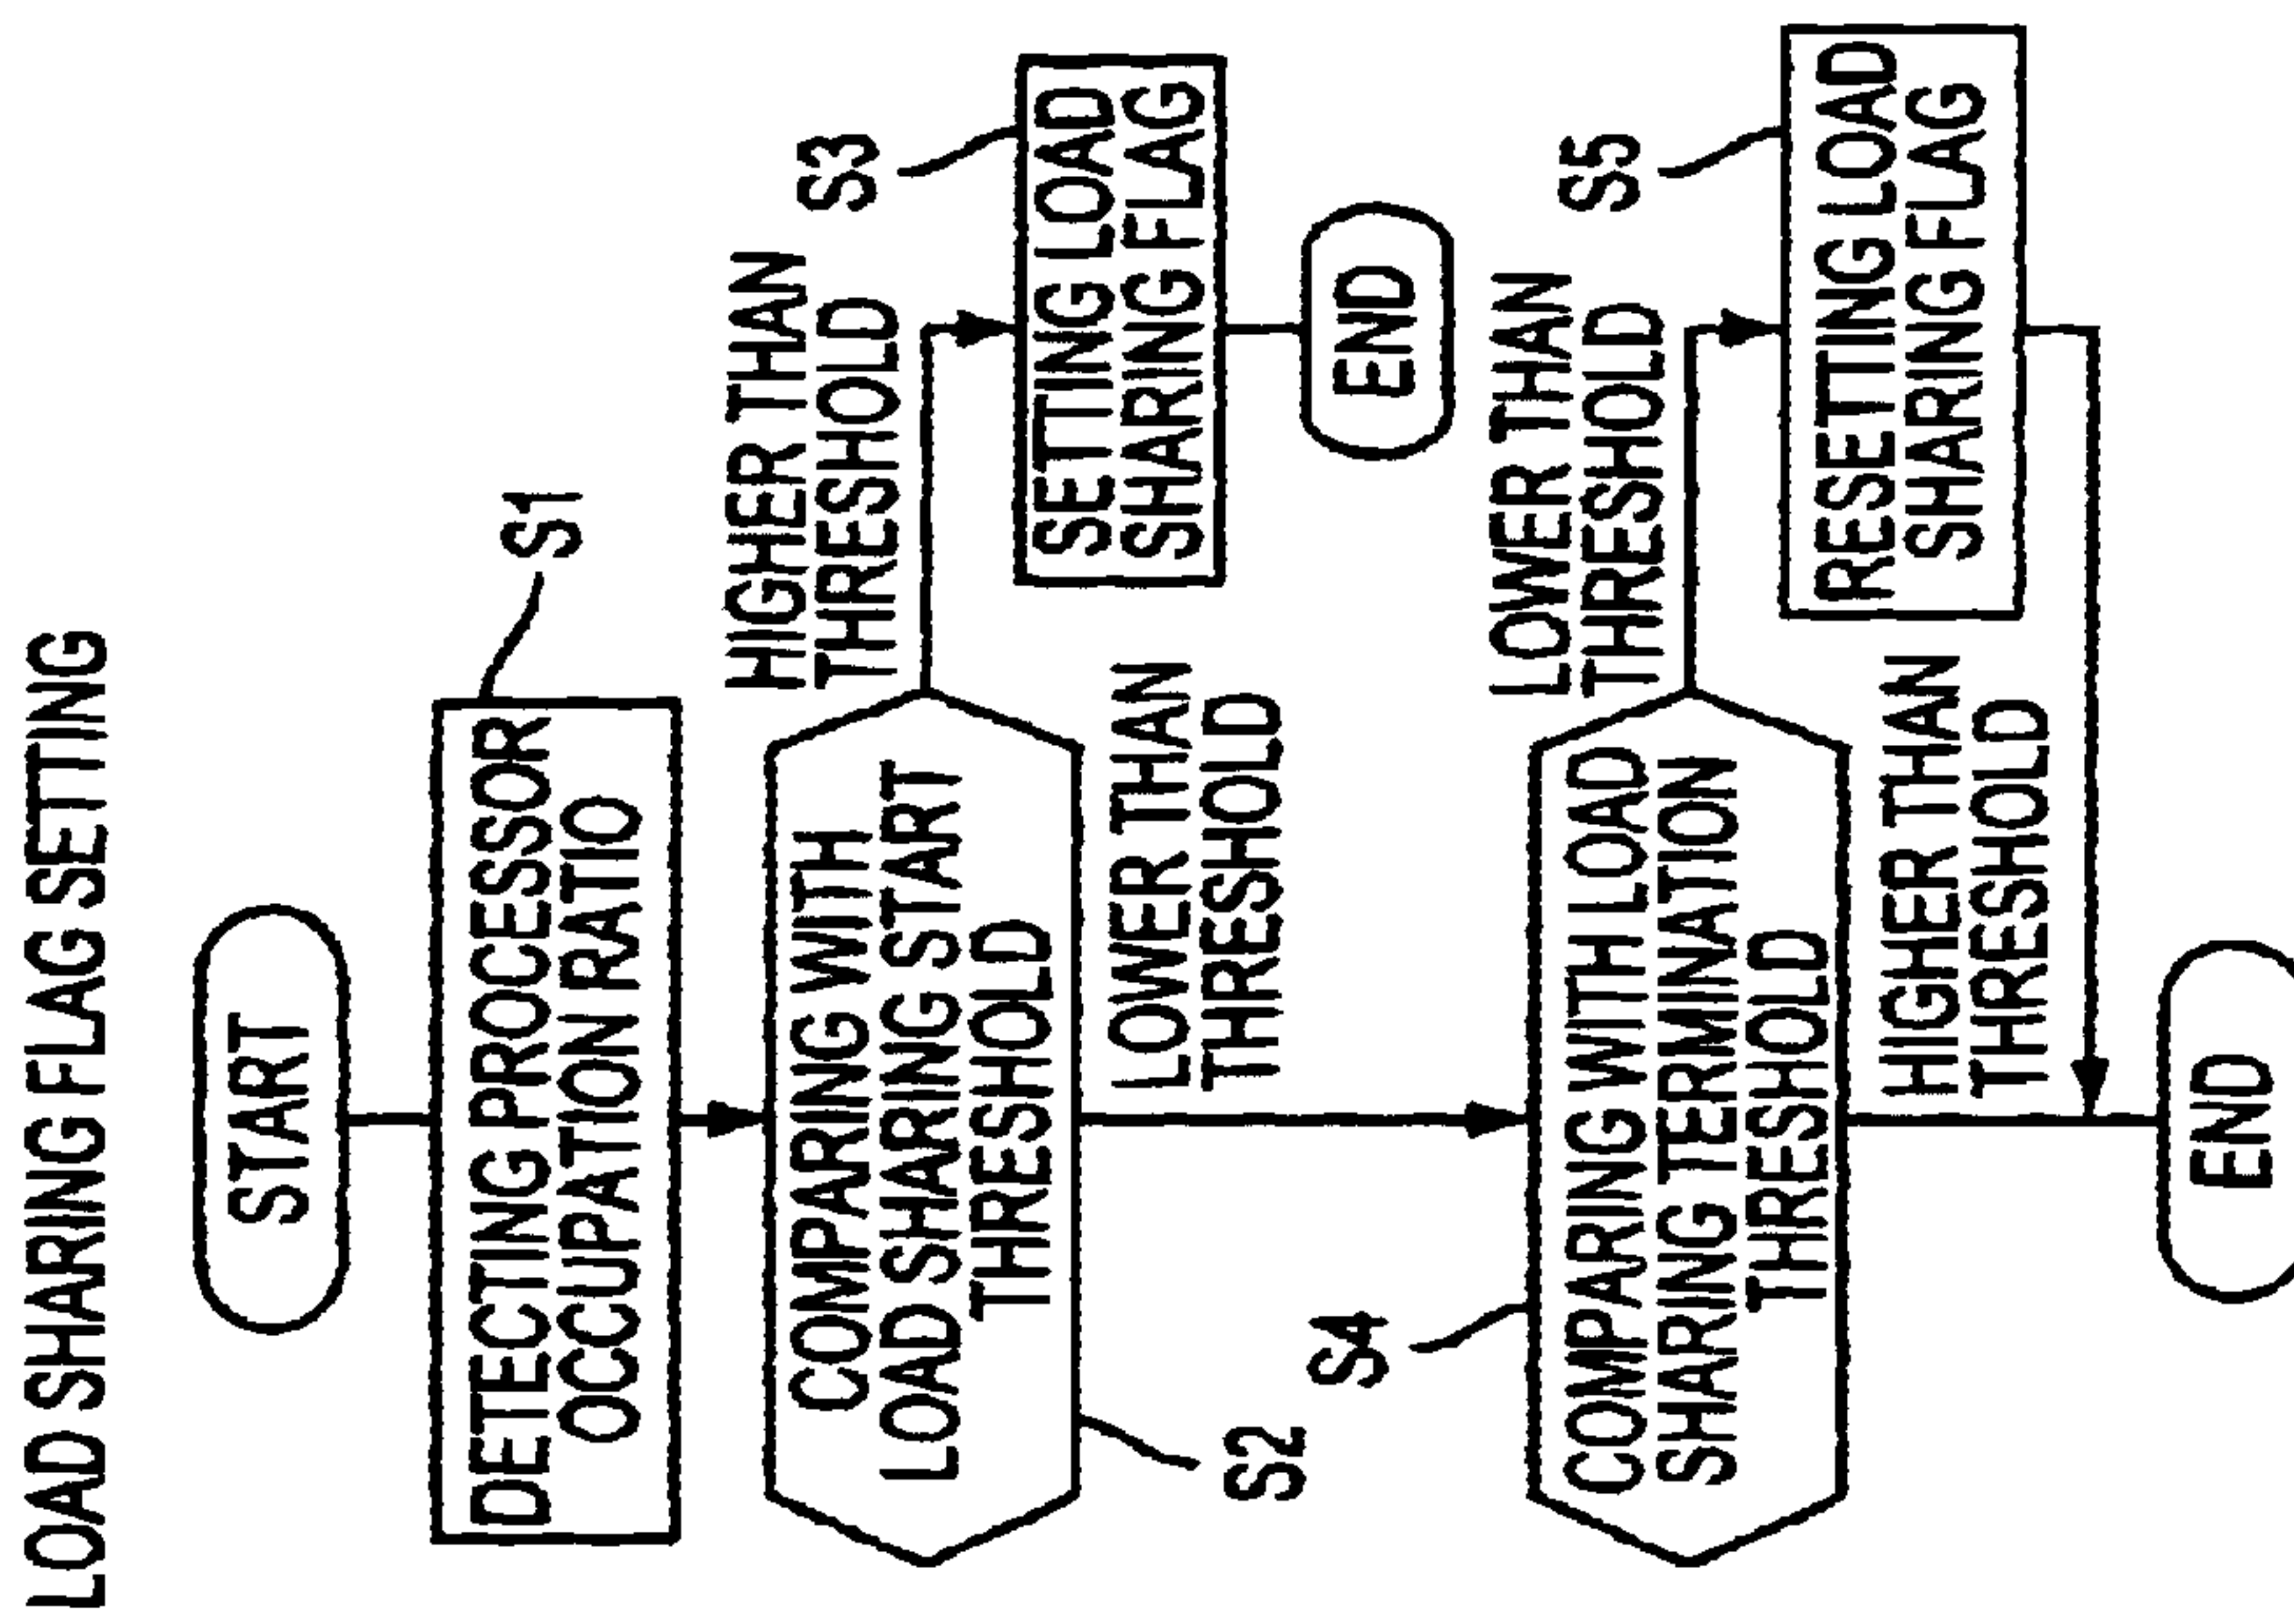 LOAD SHARING FLAG SETTING
START
S1
DETECTING PROCESSOR
OCCUPATION RATIO
HIGHER THAN
THRESHOLD
COMPARING WITH
LOAD SHARING START
THRESHOLD
S2
S3
SETTING LOAD
SHARING FLAG
END
LOWER THAN
THRESHOLD
S4
COMPARING WITH LOAD
SHARING TERMINATION
THRESHOLD
LOWER THAN
THRESHOLD
S5
RESETTING LOAD
SHARING FLAG
HIGHER THAN
THRESHOLD
END